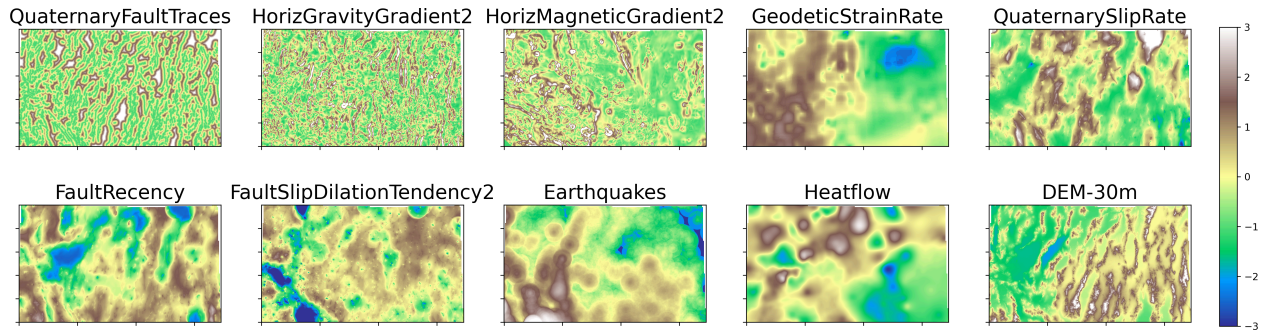 QuaternaryFaultTraces
HorizGravityGradient2
HorizMagneticGradient2
GeodeticStrainRate
QuaternarySlipRate
3
2
1
0
−1
−2
−3
FaultRecency
FaultSlipDilationTendency2
Earthquakes
Heatflow
DEM-30m